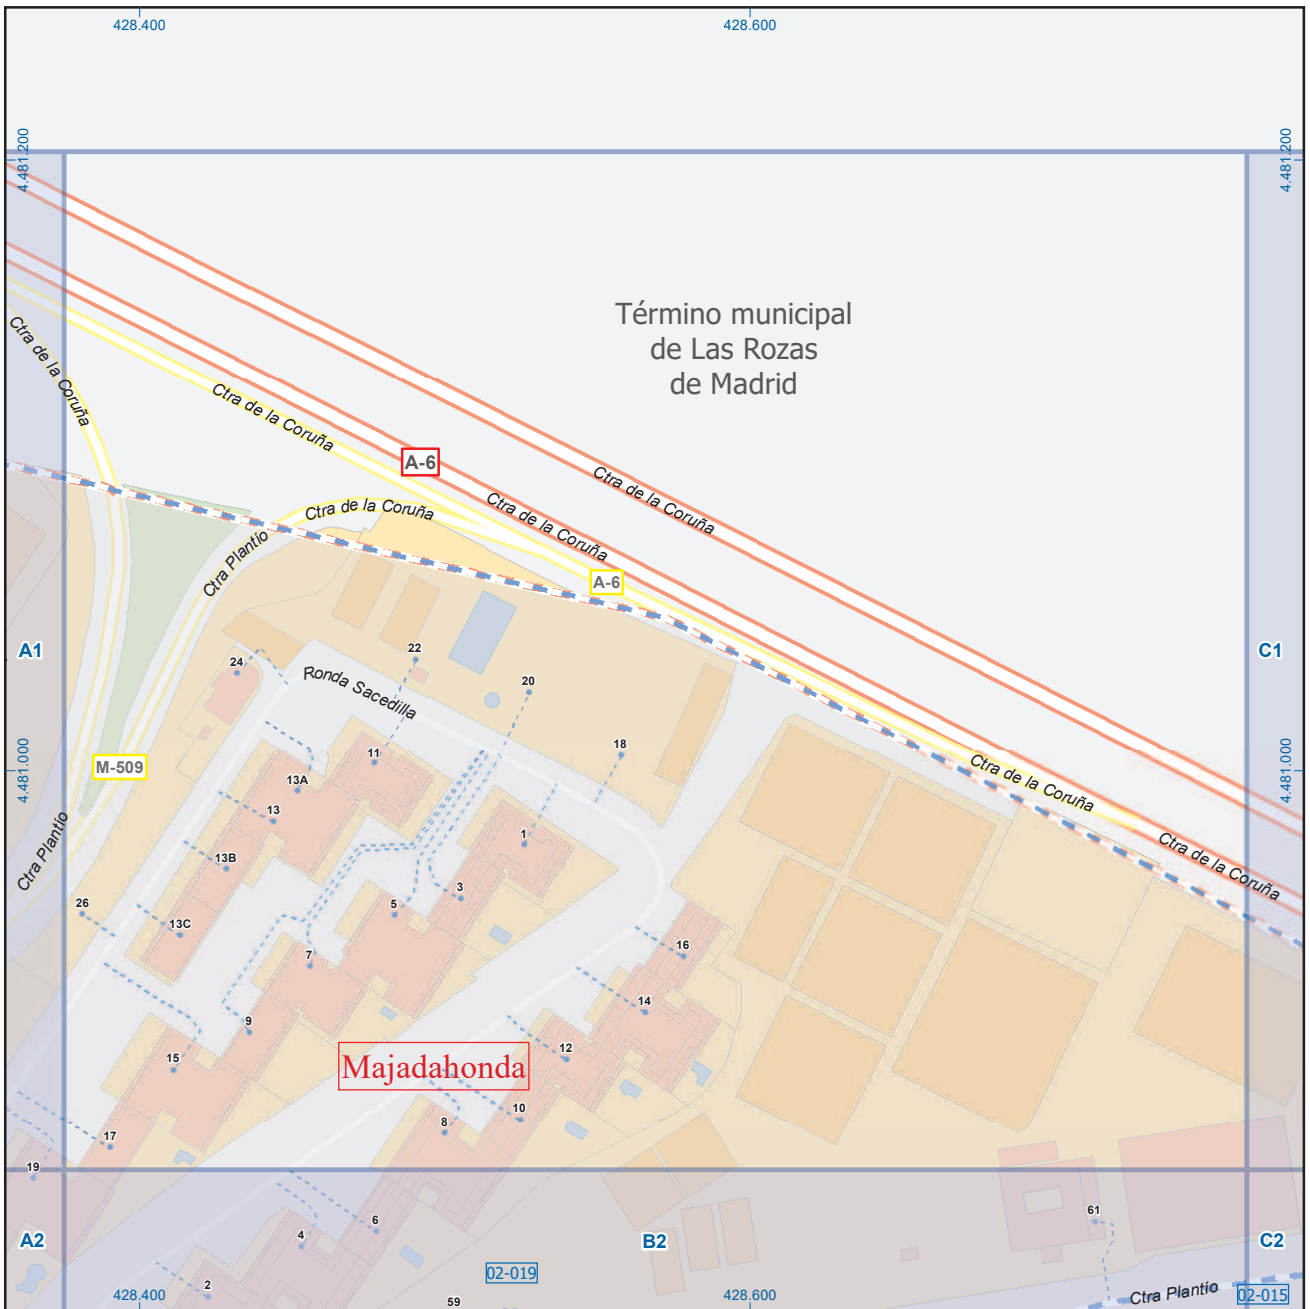 428.400
428.600
4.481.200
4.481.200
Término municipal
de Las Rozas
de Madrid
Ctra de la Coruña
Ctra de la Coruña
A-6
Ctra de la Coruña
Ctra de la Coruña
Ctra de la Coruña
Ctra Plantío
A-6
A1
C1
24
22
Ronda Sacedilla
20
18
11
13A
M-509
4.481.000
4.481.000
Ctra de la Coruña
13
1
Ctra Plantío
13B
Ctra de la Coruña
3
26
5
13C
16
7
14
9
12
15
Majadahonda
10
8
17
19
61
6
4
A2
B2
C2
02-019
2
59
428.400
428.600
Ctra Plantío
02-015